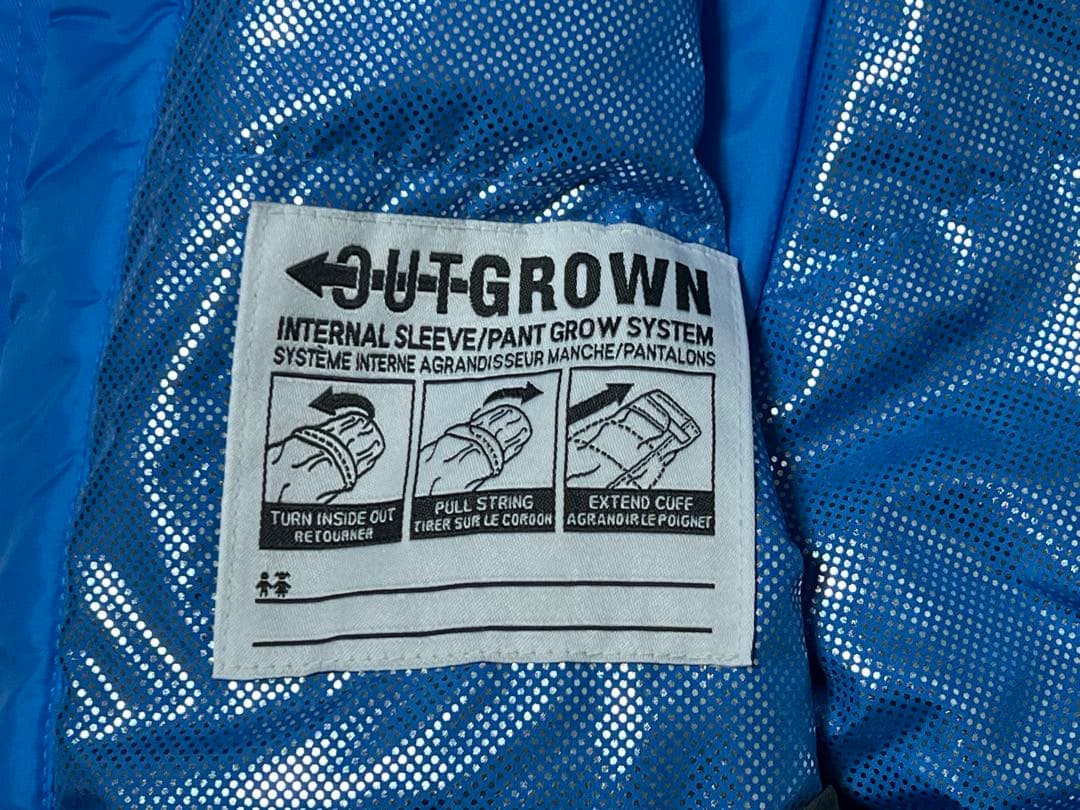 OUTGROWN
INTERNAL SLEEVE/PANT GROW SYSTEM
SYSTÈME INTERNE AGRANDISSEUR MANCHE/PANTALONS
TURN INSIDE OUT
RETOURNER
PULL STRING
TIRER SUR LE CORDON
EXTEND CUFF
AGRANDIR LE POIGNET